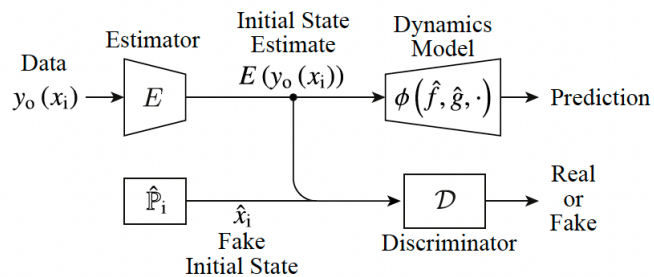 Data
y_o (x_i)
Estimator
E
Initial State
Estimate
E (y_o (x_i))
Dynamics
Model
ϕ(f̂, ĝ, ·)
Prediction
ℙ̂_i
x̂_i
Fake
Initial State
𝒟
Discriminator
Real
or
Fake